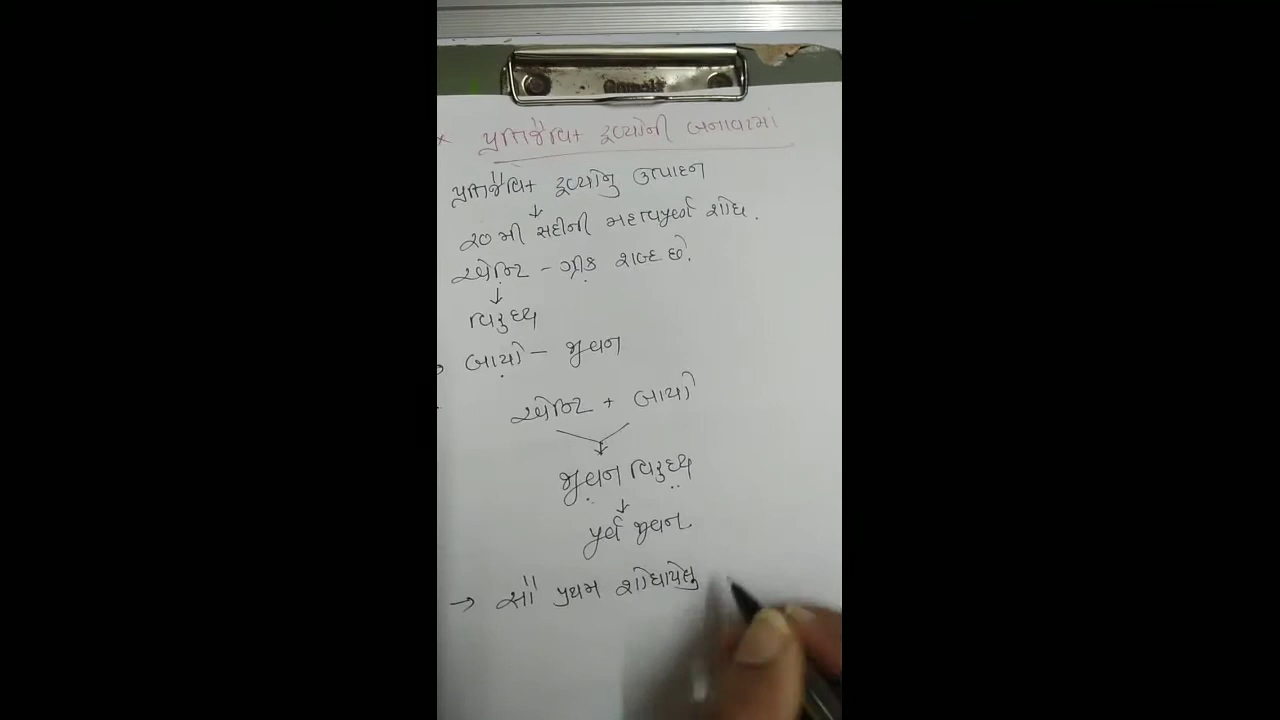 Camelt
* પ્રતિજૈવિક દ્રવ્યોની બનાવટમાં
પ્રતિજૈવિક દ્રવ્યોનુ ઉત્પાદન
↓
૨૦ મી સદીની મહત્વપૂર્ણ શોધ.
એન્ટિ - ગ્રીક શબ્દ છે.
↓
વિરુધ્ધ
બાયો - જીવન
એન્ટિ + બાયો
↓
જીવન વિરુધ્ધ
↓
પૂર્વ જીવન.
→ સૌ પ્રથમ શોધાયેલુ